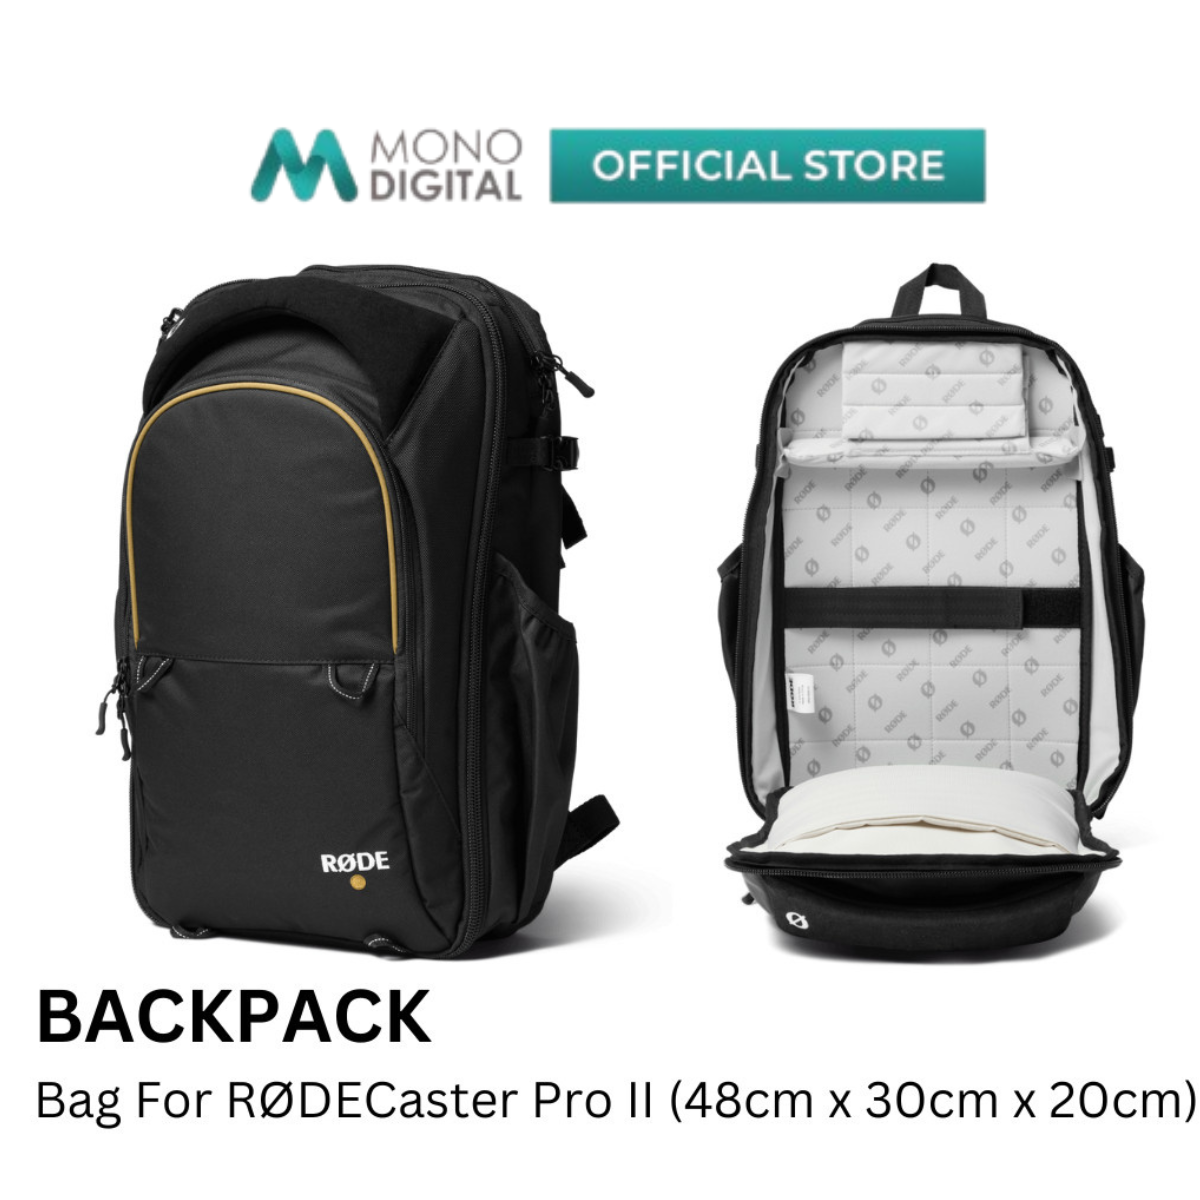 MONO
DIGITAL
OFFICIAL STORE
RØDE
BACKPACK
Bag For RØDECaster Pro II (48cm x 30cm x 20cm)